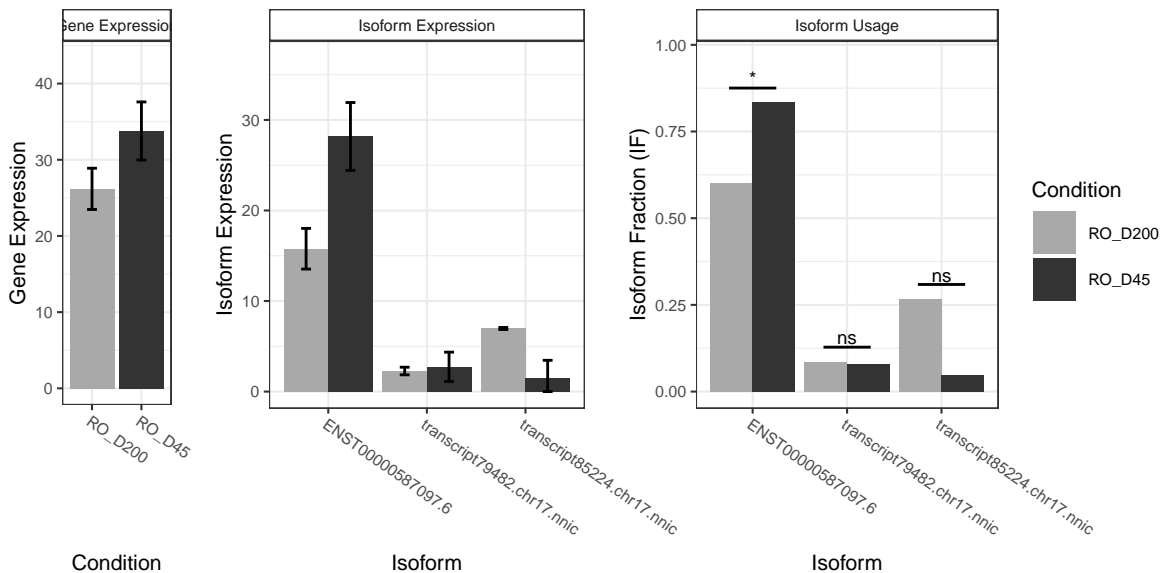 Gene Expression
Gene Expression
40
30
20
10
0
RO_D200
RO_D45
Condition
Isoform Expression
Isoform Expression
30
20
10
0
ENST00000587097.6
transcript79482.chr17.nnic
transcript85224.chr17.nnic
Isoform
Isoform Usage
Isoform Fraction (IF)
1.00
0.75
0.50
0.25
0.00
*
ns
ns
ENST00000587097.6
transcript79482.chr17.nnic
transcript85224.chr17.nnic
Isoform
Condition
RO_D200
RO_D45